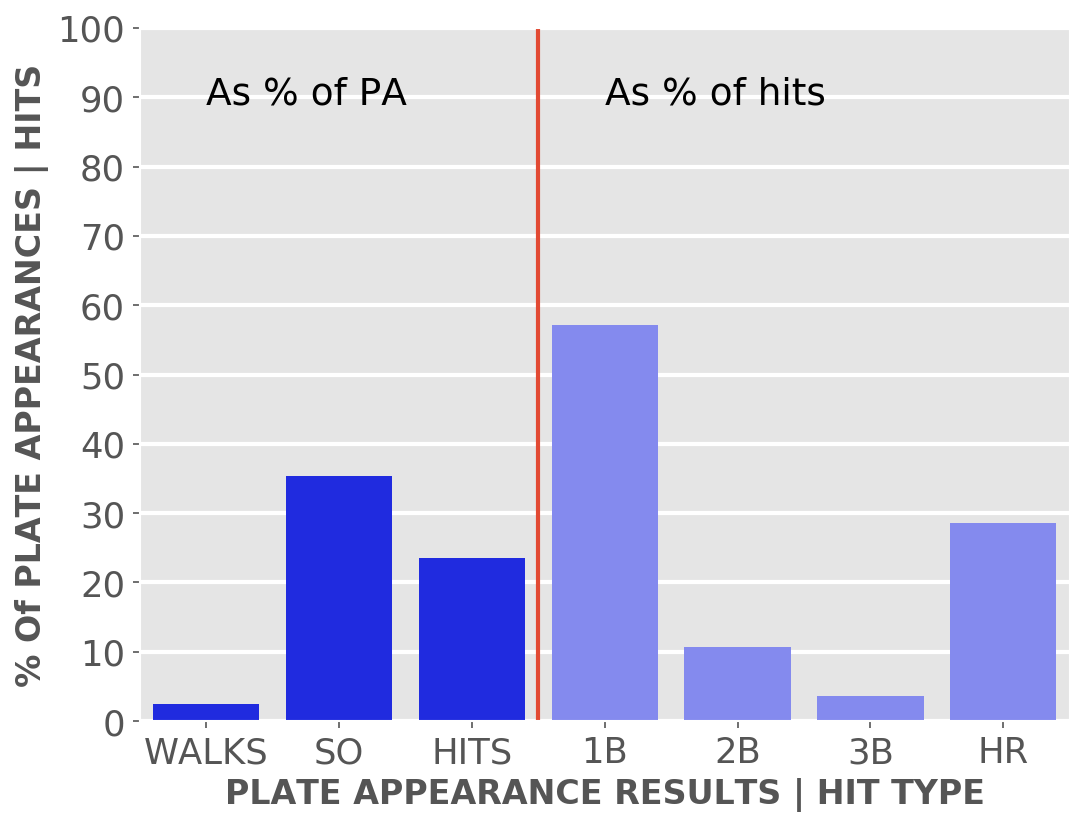 % Of PLATE APPEARANCES | HITS
100
90
80
70
60
50
40
30
20
10
0
As % of PA
As % of hits
WALKS
SO
HITS
1B
2B
3B
HR
PLATE APPEARANCE RESULTS | HIT TYPE